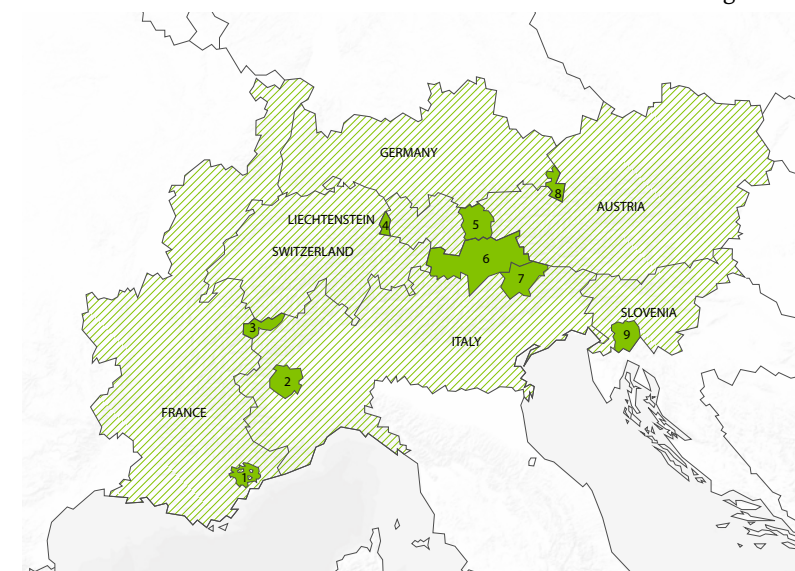 GERMANY
8
AUSTRIA
LIECHTENSTEIN
4
5
SWITZERLAND
6
7
SLOVENIA
3
9
ITALY
2
FRANCE
1